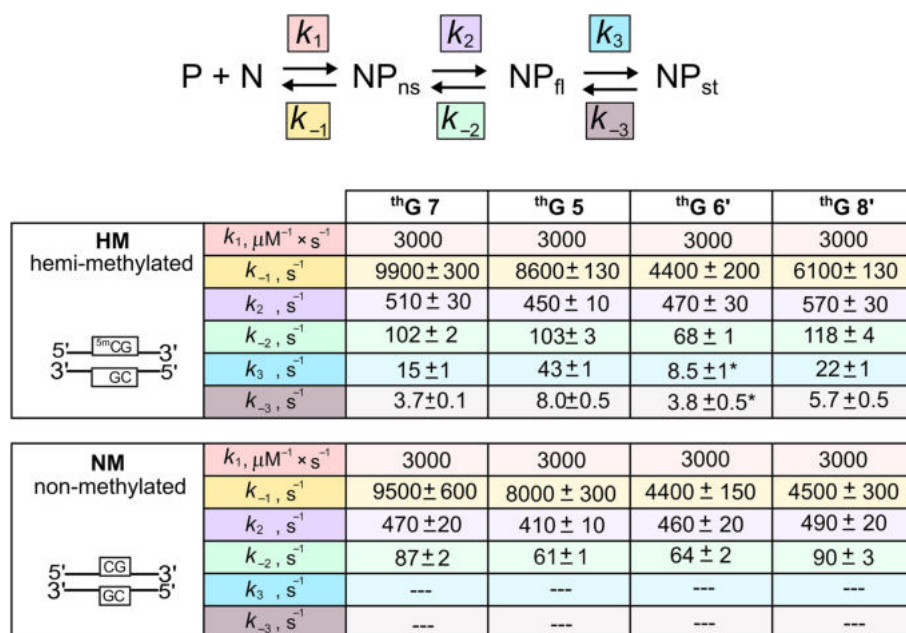 k₁ k₂ k₃
P + N NPns NPfl NPst
k₋₁ k₋₂ k₋₃
ᵗʰG 7 ᵗʰG 5 ᵗʰG 6' ᵗʰG 8'
HM
hemi-methylated
5' ⁵ᵐCG 3'
3' GC 5'
k₁, μM⁻¹ × s⁻¹ 3000 3000 3000 3000
k₋₁ , s⁻¹ 9900 ± 300 8600 ± 130 4400 ± 200 6100 ± 130
k₂ , s⁻¹ 510 ± 30 450 ± 10 470 ± 30 570 ± 30
k₋₂ , s⁻¹ 102 ± 2 103 ± 3 68 ± 1 118 ± 4
k₃ , s⁻¹ 15 ±1 43 ±1 8.5 ±1* 22 ±1
k₋₃ , s⁻¹ 3.7±0.1 8.0±0.5 3.8 ±0.5* 5.7 ±0.5
NM
non-methylated
5' CG 3'
3' GC 5'
k₁, μM⁻¹ × s⁻¹ 3000 3000 3000 3000
k₋₁ , s⁻¹ 9500 ± 600 8000 ± 300 4400 ± 150 4500 ± 300
k₂ , s⁻¹ 470 ±20 410 ± 10 460 ± 20 490 ± 20
k₋₂ , s⁻¹ 87± 2 61 ± 1 64 ± 2 90 ± 3
k₃ , s⁻¹ --- --- --- ---
k₋₃ , s⁻¹ --- --- --- ---